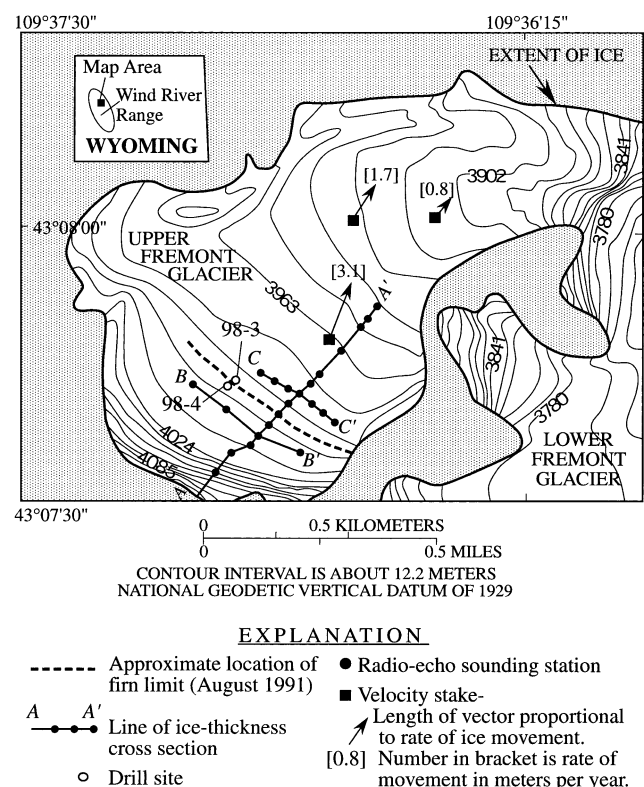 109°37'30"
109°36'15"
EXTENT OF ICE
Map Area
Wind River
Range
WYOMING
3841
[1.7]
[0.8]
3902
3780
43°08'00"
UPPER
FREMONT
GLACIER
[3.1]
A'
3963
98-3
C
3841
B
98-4
3780
C'
4024
B'
LOWER
FREMONT
GLACIER
4085
A
43°07'30"
0 0.5 KILOMETERS
0 0.5 MILES
CONTOUR INTERVAL IS ABOUT 12.2 METERS
NATIONAL GEODETIC VERTICAL DATUM OF 1929
EXPLANATION
Approximate location of
firn limit (August 1991)
A A'
Line of ice-thickness
cross section
Drill site
Radio-echo sounding station
Velocity stake-
Length of vector proportional
to rate of ice movement.
[0.8] Number in bracket is rate of
movement in meters per year.